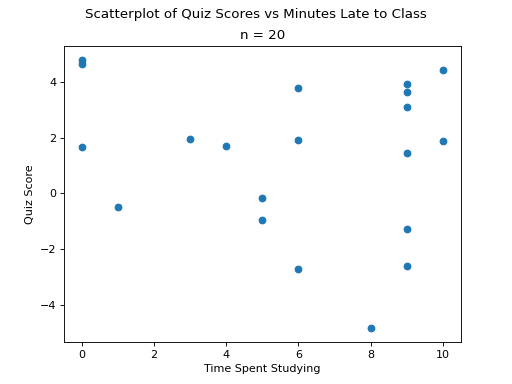 Scatterplot of Quiz Scores vs Minutes Late to Class
n = 20
4
2
0
−2
−4
Quiz Score
0 2 4 6 8 10
Time Spent Studying